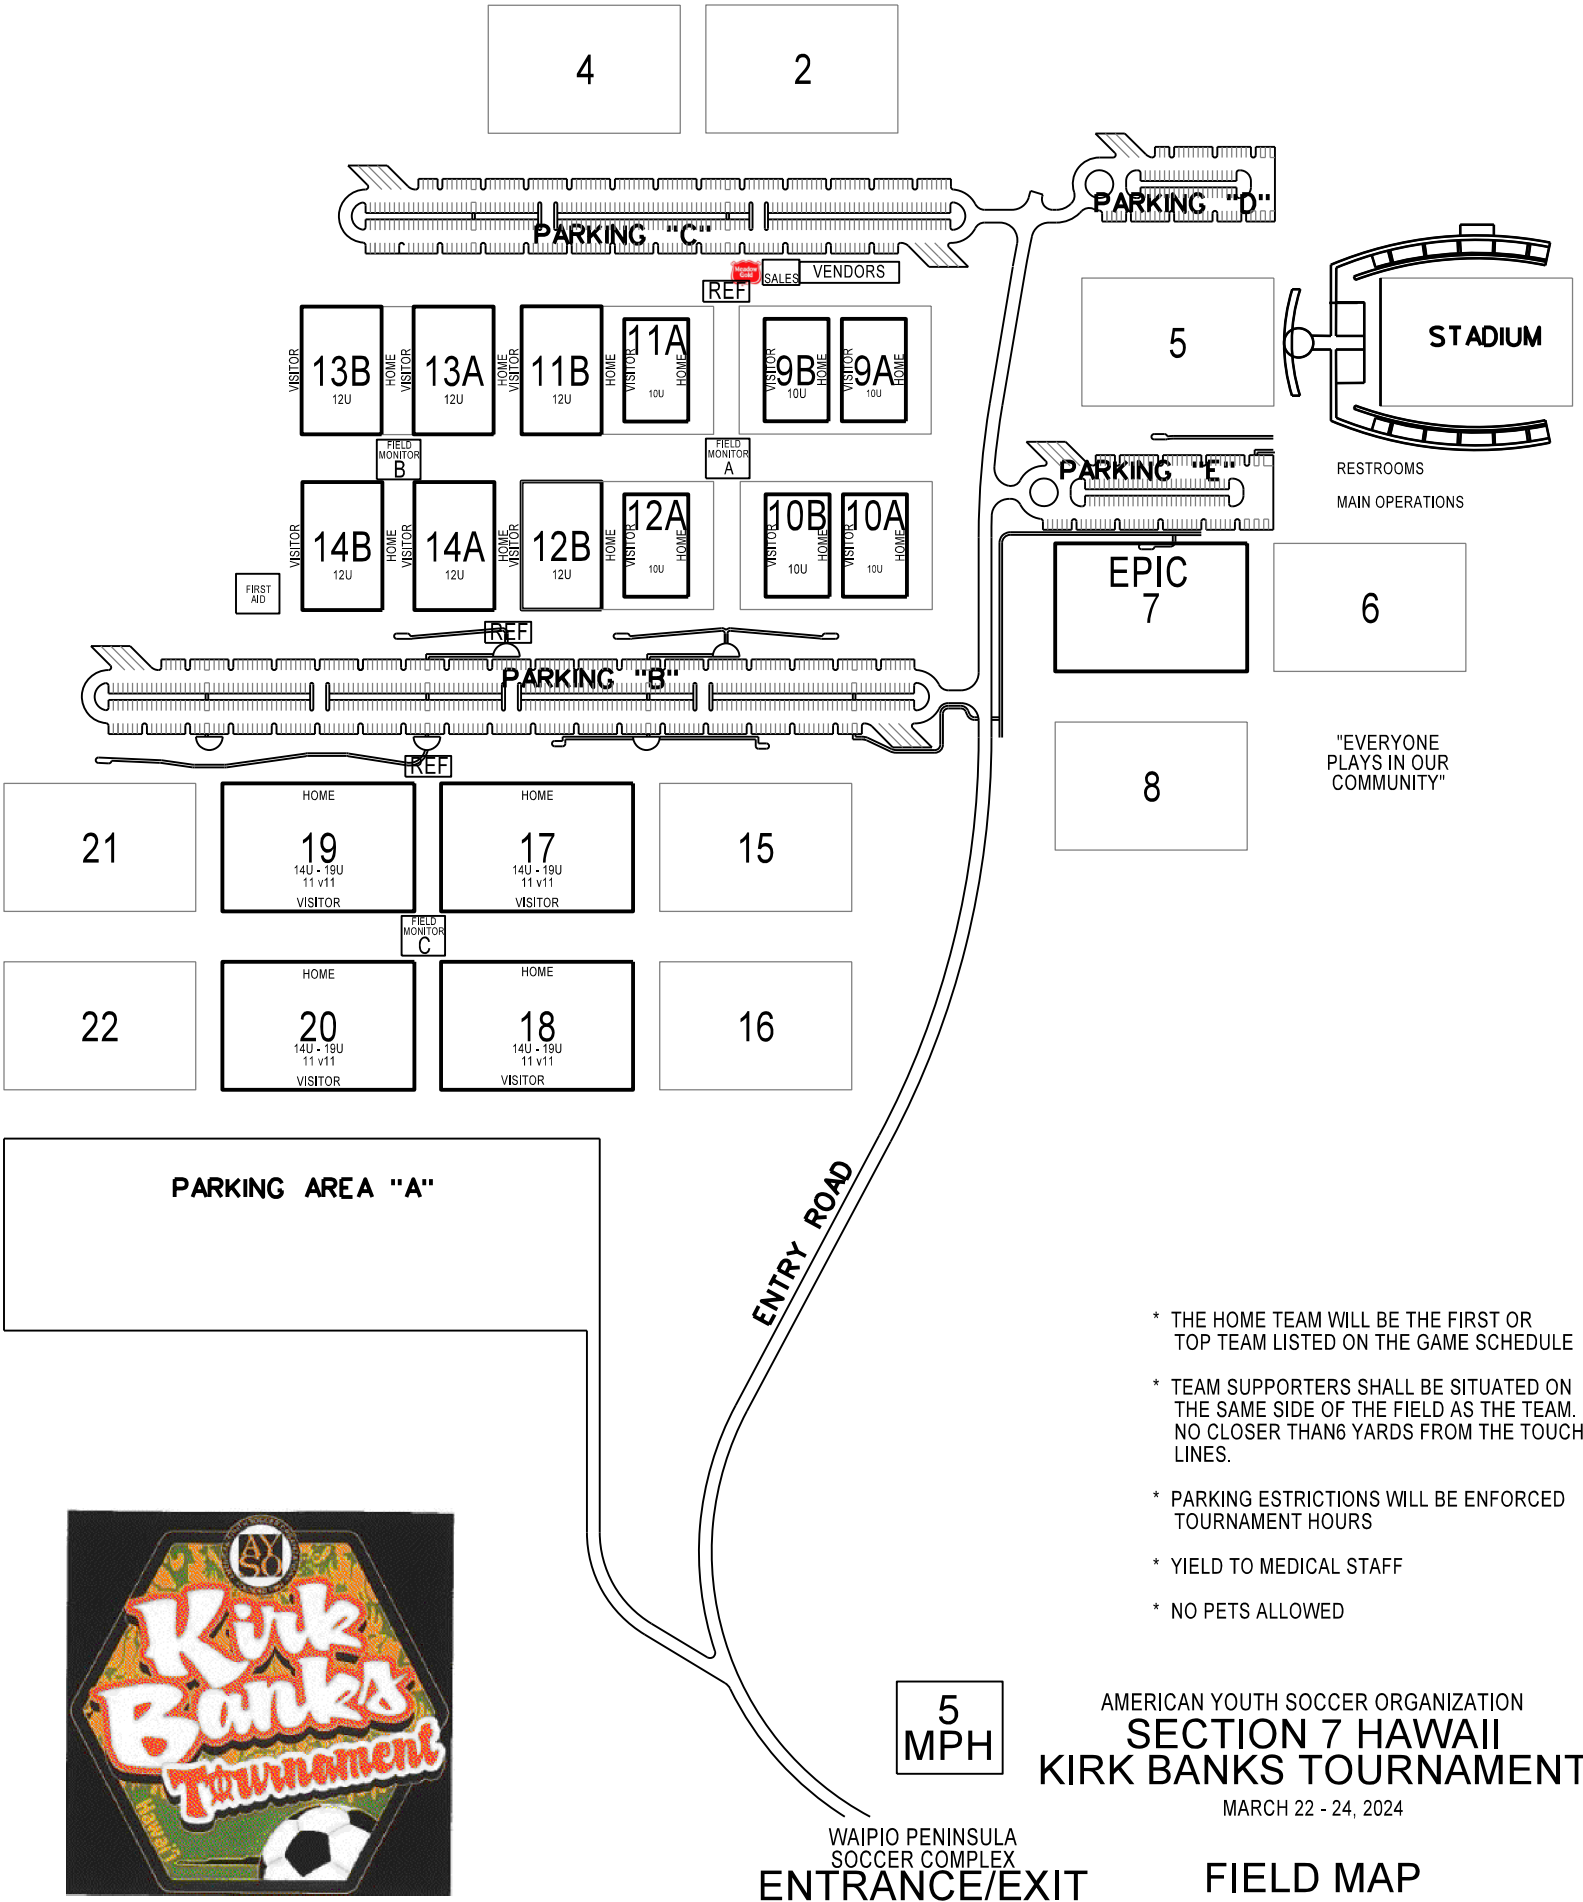 4
2
PARKING "D"
PARKING "C"
Meadow
Gold
SALES
VENDORS
REF
5
STADIUM
VISITOR
13B
12U
HOME
VISITOR
13A
12U
HOME
VISITOR
11B
12U
HOME
VISITOR
11A
10U
HOME
VISITOR
9B
10U
HOME
VISITOR
9A
10U
HOME
FIELD
MONITOR
B
FIELD
MONITOR
A
PARKING "E"
RESTROOMS
MAIN OPERATIONS
VISITOR
14B
12U
HOME
VISITOR
14A
12U
HOME
VISITOR
12B
12U
HOME
VISITOR
12A
10U
HOME
VISITOR
10B
10U
HOME
VISITOR
10A
10U
HOME
FIRST
AID
EPIC
7
6
REF
PARKING "B"
REF
8
"EVERYONE
PLAYS IN OUR
COMMUNITY"
21
HOME
19
14U - 19U
11 v11
VISITOR
HOME
17
14U - 19U
11 v11
VISITOR
15
FIELD
MONITOR
C
22
HOME
20
14U - 19U
11 v11
VISITOR
HOME
18
14U - 19U
11 v11
VISITOR
16
PARKING AREA "A"
ENTRY ROAD
* THE HOME TEAM WILL BE THE FIRST OR
TOP TEAM LISTED ON THE GAME SCHEDULE
* TEAM SUPPORTERS SHALL BE SITUATED ON
THE SAME SIDE OF THE FIELD AS THE TEAM.
NO CLOSER THAN6 YARDS FROM THE TOUCH
LINES.
* PARKING ESTRICTIONS WILL BE ENFORCED
TOURNAMENT HOURS
* YIELD TO MEDICAL STAFF
* NO PETS ALLOWED
AY
SO
Kirk
Banks
Tournament
Hawaii
5
MPH
AMERICAN YOUTH SOCCER ORGANIZATION
SECTION 7 HAWAII
KIRK BANKS TOURNAMENT
MARCH 22 - 24, 2024
WAIPIO PENINSULA
SOCCER COMPLEX
ENTRANCE/EXIT
FIELD MAP